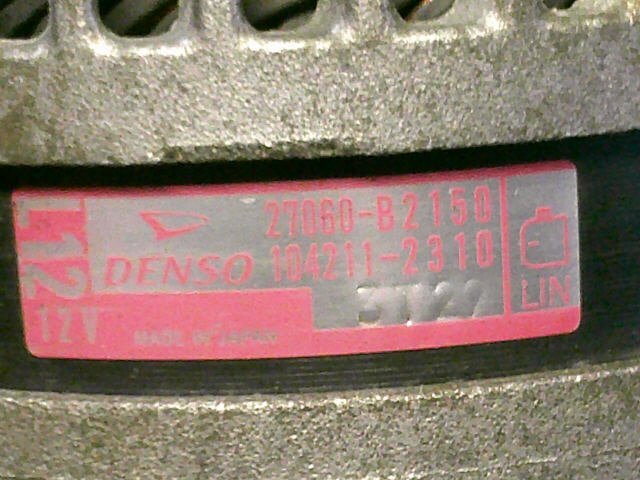 27060-B2150
DENSO 104211-2310
12V
MADE IN JAPAN
LIN